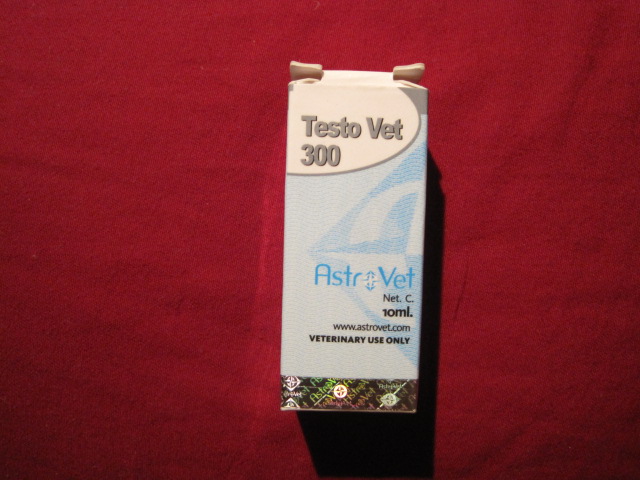 Testo Vet
300
Astro Vet
Net. C.
10ml.
www.astrovet.com
VETERINARY USE ONLY